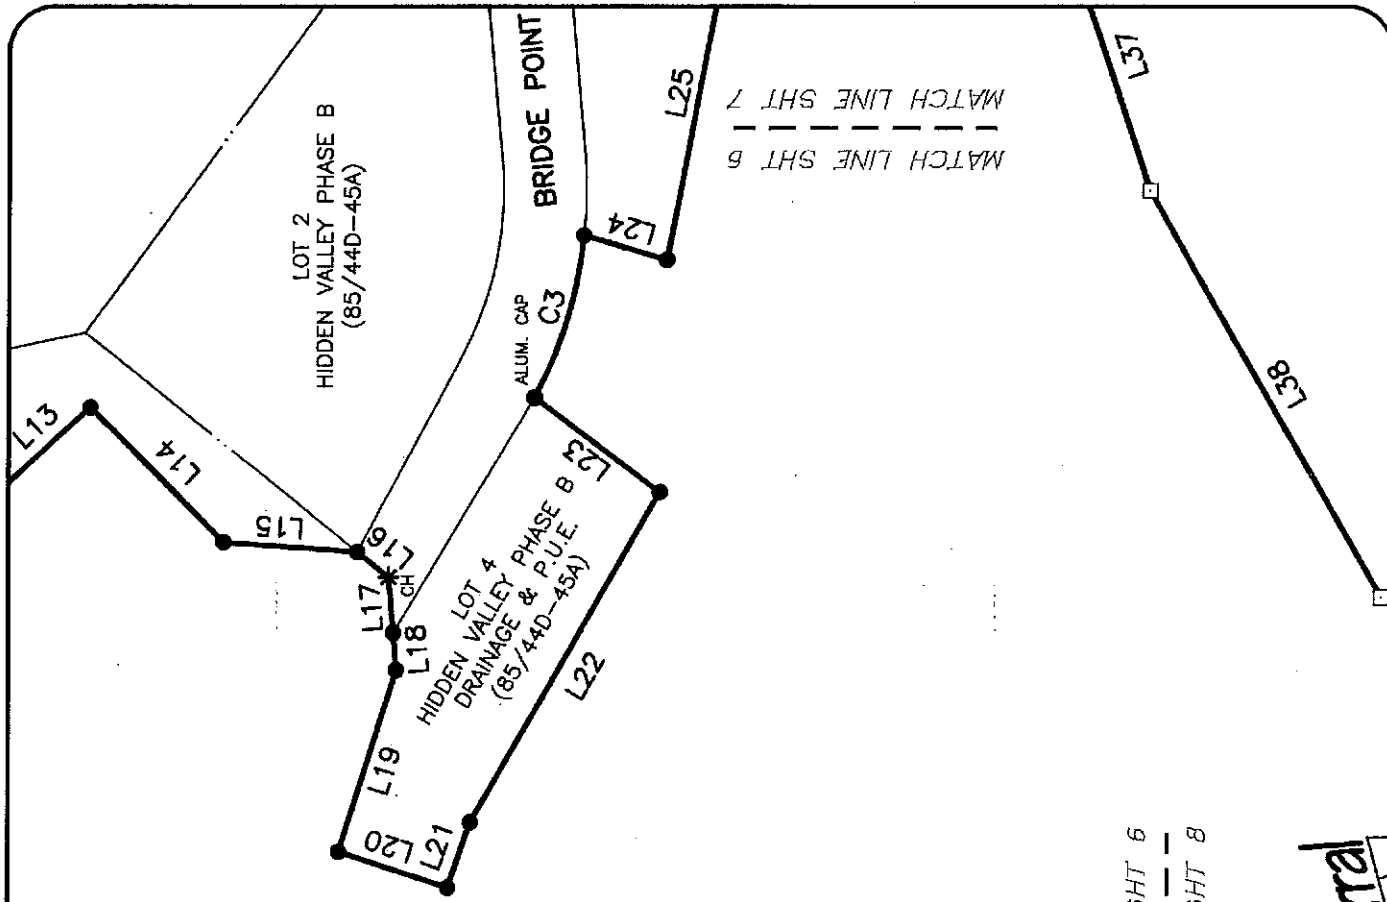 L37
BRIDGE POINT
L25
MATCH LINE SHT 7
MATCH LINE SHT 6
LOT 2
HIDDEN VALLEY PHASE B
(85/44D-45A)
L24
ALUM. CAP
C3
L13
L14
L15
L16
CH
L17
L18
L38
L23
LOT 4
HIDDEN VALLEY PHASE B
DRAINAGE & P.U.E.
(85/44D-45A)
L22
L19
L20
L21
SHT 6
SHT 8